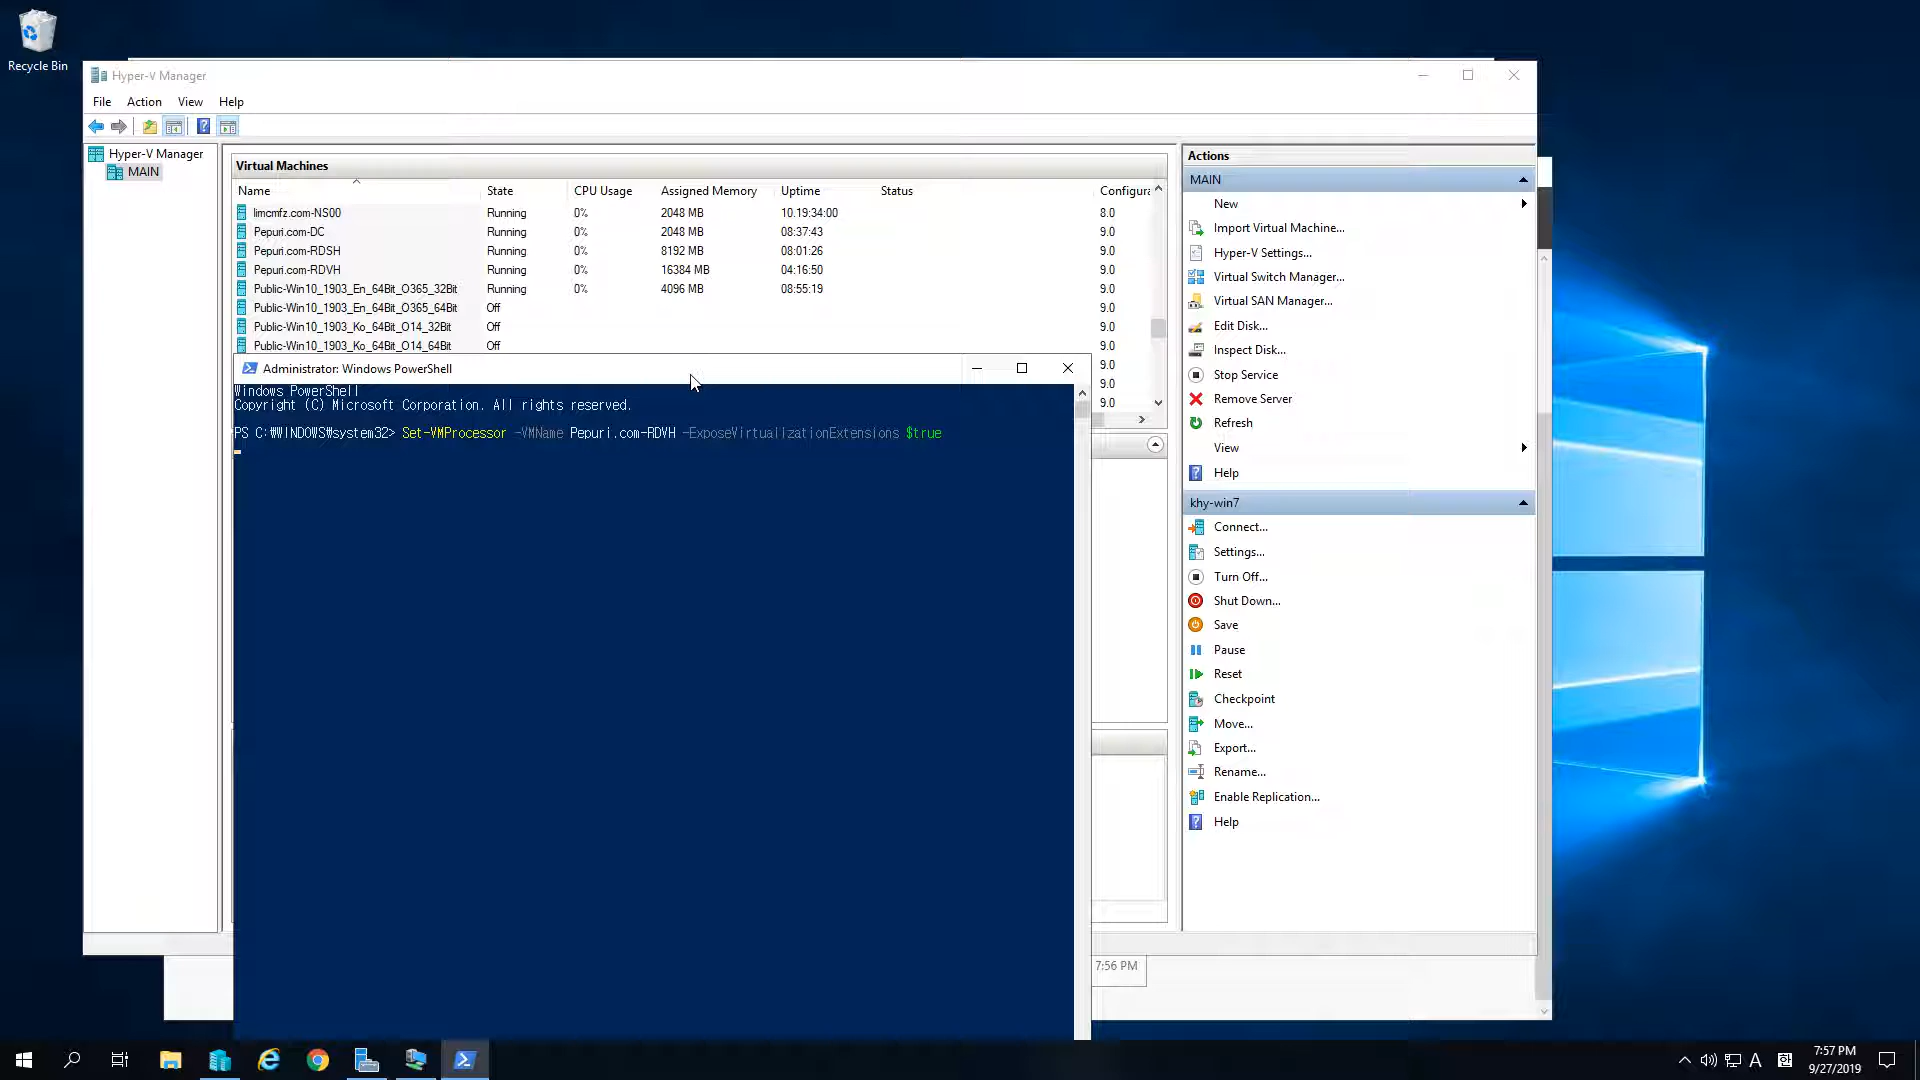 Recycle Bin
Hyper-V Manager
File Action View Help
Hyper-V Manager
MAIN
Virtual Machines
Name State CPU Usage Assigned Memory Uptime Status Configura
limcmfz.com-NS00 Running 0% 2048 MB 10.19:34:00 8.0
Pepuri.com-DC Running 0% 2048 MB 08:37:43 9.0
Pepuri.com-RDSH Running 0% 8192 MB 08:01:26 9.0
Pepuri.com-RDVH Running 0% 16384 MB 04:16:50 9.0
Public-Win10_1903_En_64Bit_O365_32Bit Running 0% 4096 MB 08:55:19 9.0
Public-Win10_1903_En_64Bit_O365_64Bit Off 9.0
Public-Win10_1903_Ko_64Bit_O14_32Bit Off 9.0
Public-Win10_1903_Ko_64Bit_O14_64Bit Off 9.0
9.0
9.0
9.0
Administrator: Windows PowerShell
Windows PowerShell
Copyright (C) Microsoft Corporation. All rights reserved.
PS C:₩WINDOWS₩system32> Set-VMProcessor -VMName Pepuri.com-RDVH -ExposeVirtualizationExtensions $true
Actions
MAIN
New
Import Virtual Machine...
Hyper-V Settings...
Virtual Switch Manager...
Virtual SAN Manager...
Edit Disk...
Inspect Disk...
Stop Service
Remove Server
Refresh
View
Help
khy-win7
Connect...
Settings...
Turn Off...
Shut Down...
Save
Pause
Reset
Checkpoint
Move...
Export...
Rename...
Enable Replication...
Help
7:56 PM
A 한
7:57 PM
9/27/2019